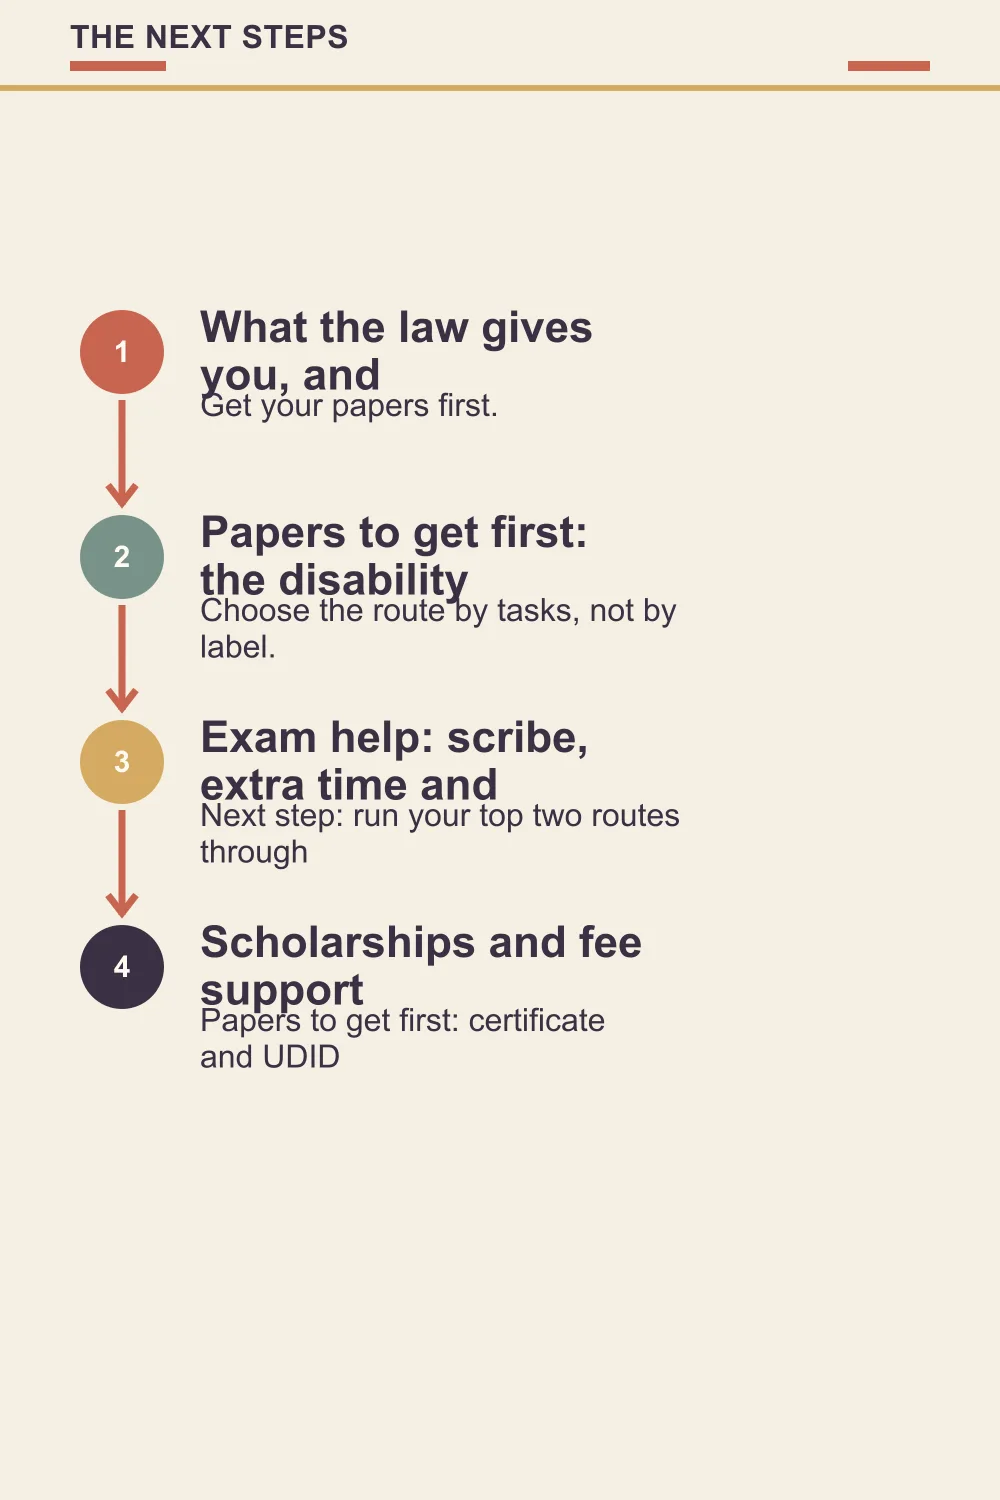 THE NEXT STEPS
1
What the law gives
you, and
Get your papers first.
2
Papers to get first:
the disability
Choose the route by tasks, not by
label.
3
Exam help: scribe,
extra time and
Next step: run your top two routes
through
4
Scholarships and fee
support
Papers to get first: certificate
and UDID